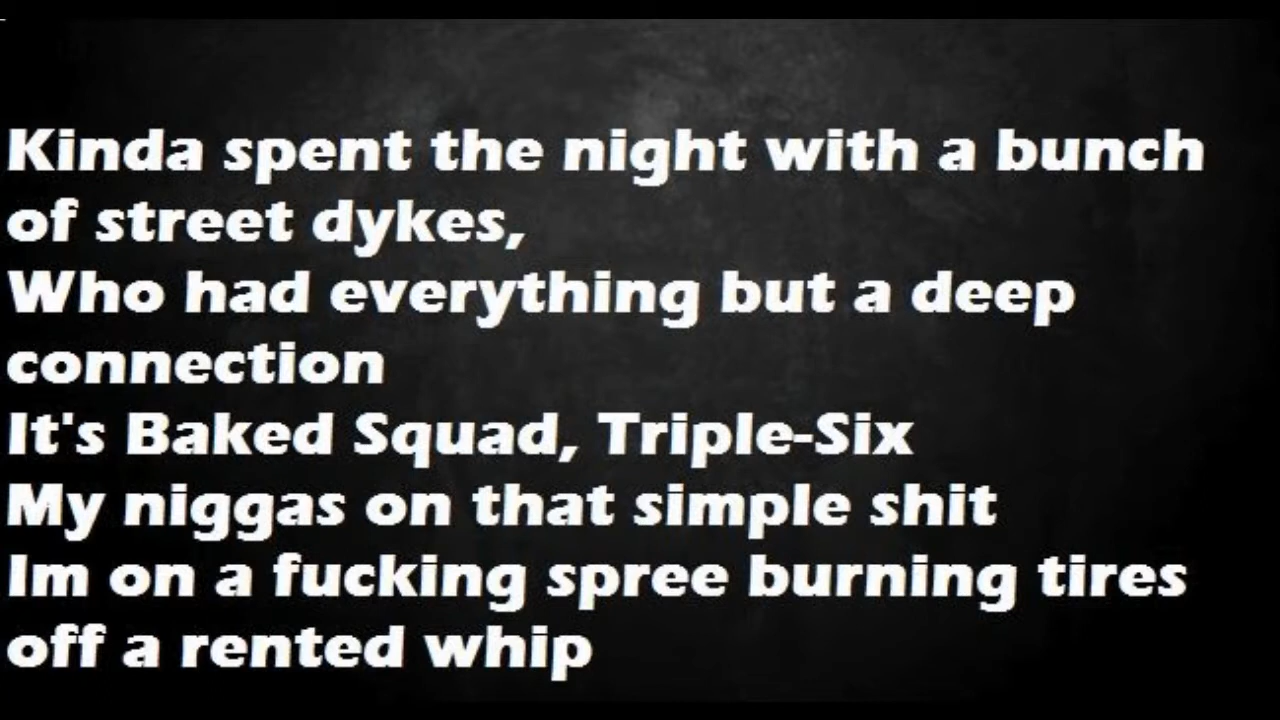 Kinda spent the night with a bunch
of street dykes,
Who had everything but a deep
connection
It's Baked Squad, Triple-Six
My niggas on that simple shit
Im on a fucking spree burning tires
off a rented whip